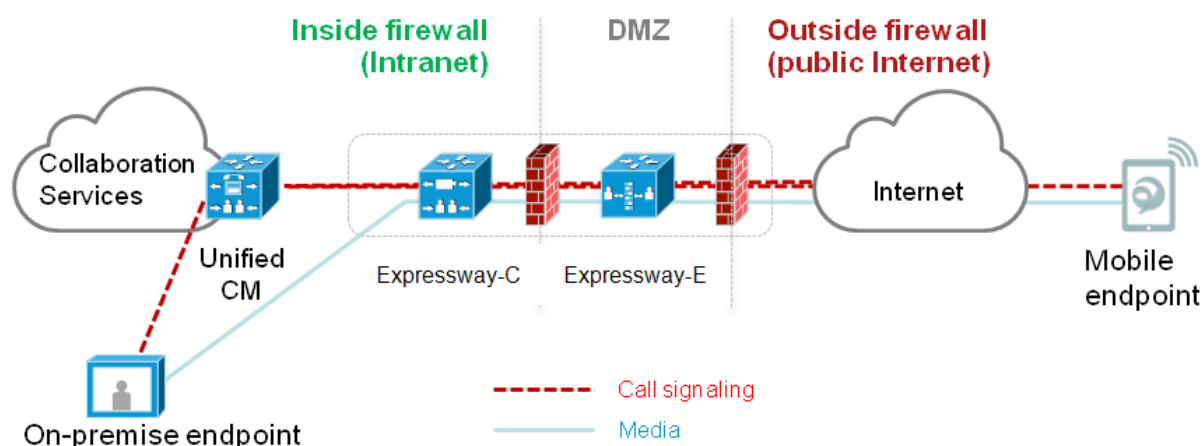 Inside firewall
(Intranet)
DMZ
Outside firewall
(public Internet)
Collaboration
Services
Internet
Unified
CM
Expressway-C
Expressway-E
Mobile
endpoint
On-premise endpoint
Call signaling
Media